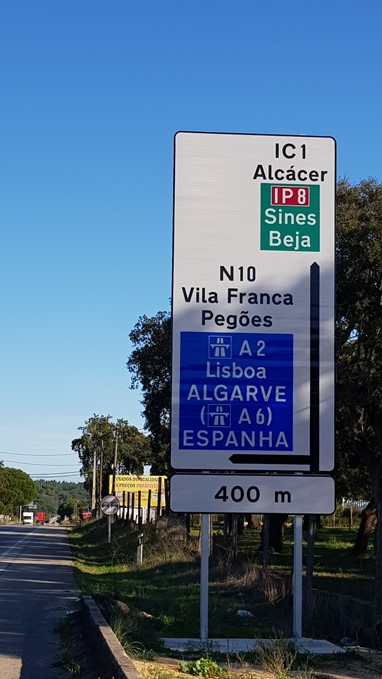 IC1
Alcácer
IP8
Sines
Beja
N10
Vila Franca
Pegões
A2
Lisboa
ALGARVE
(A6)
ESPANHA
400 m